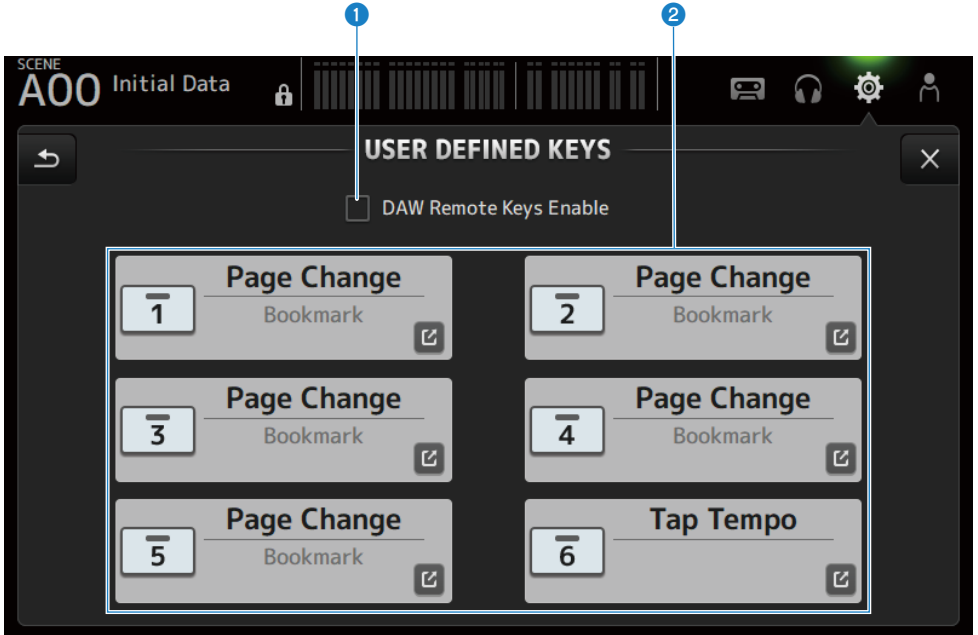 1 2
SCENE
A00 Initial Data
USER DEFINED KEYS
DAW Remote Keys Enable
Page Change
Bookmark
1
Page Change
Bookmark
2
Page Change
Bookmark
3
Page Change
Bookmark
4
Page Change
Bookmark
5
Tap Tempo
6